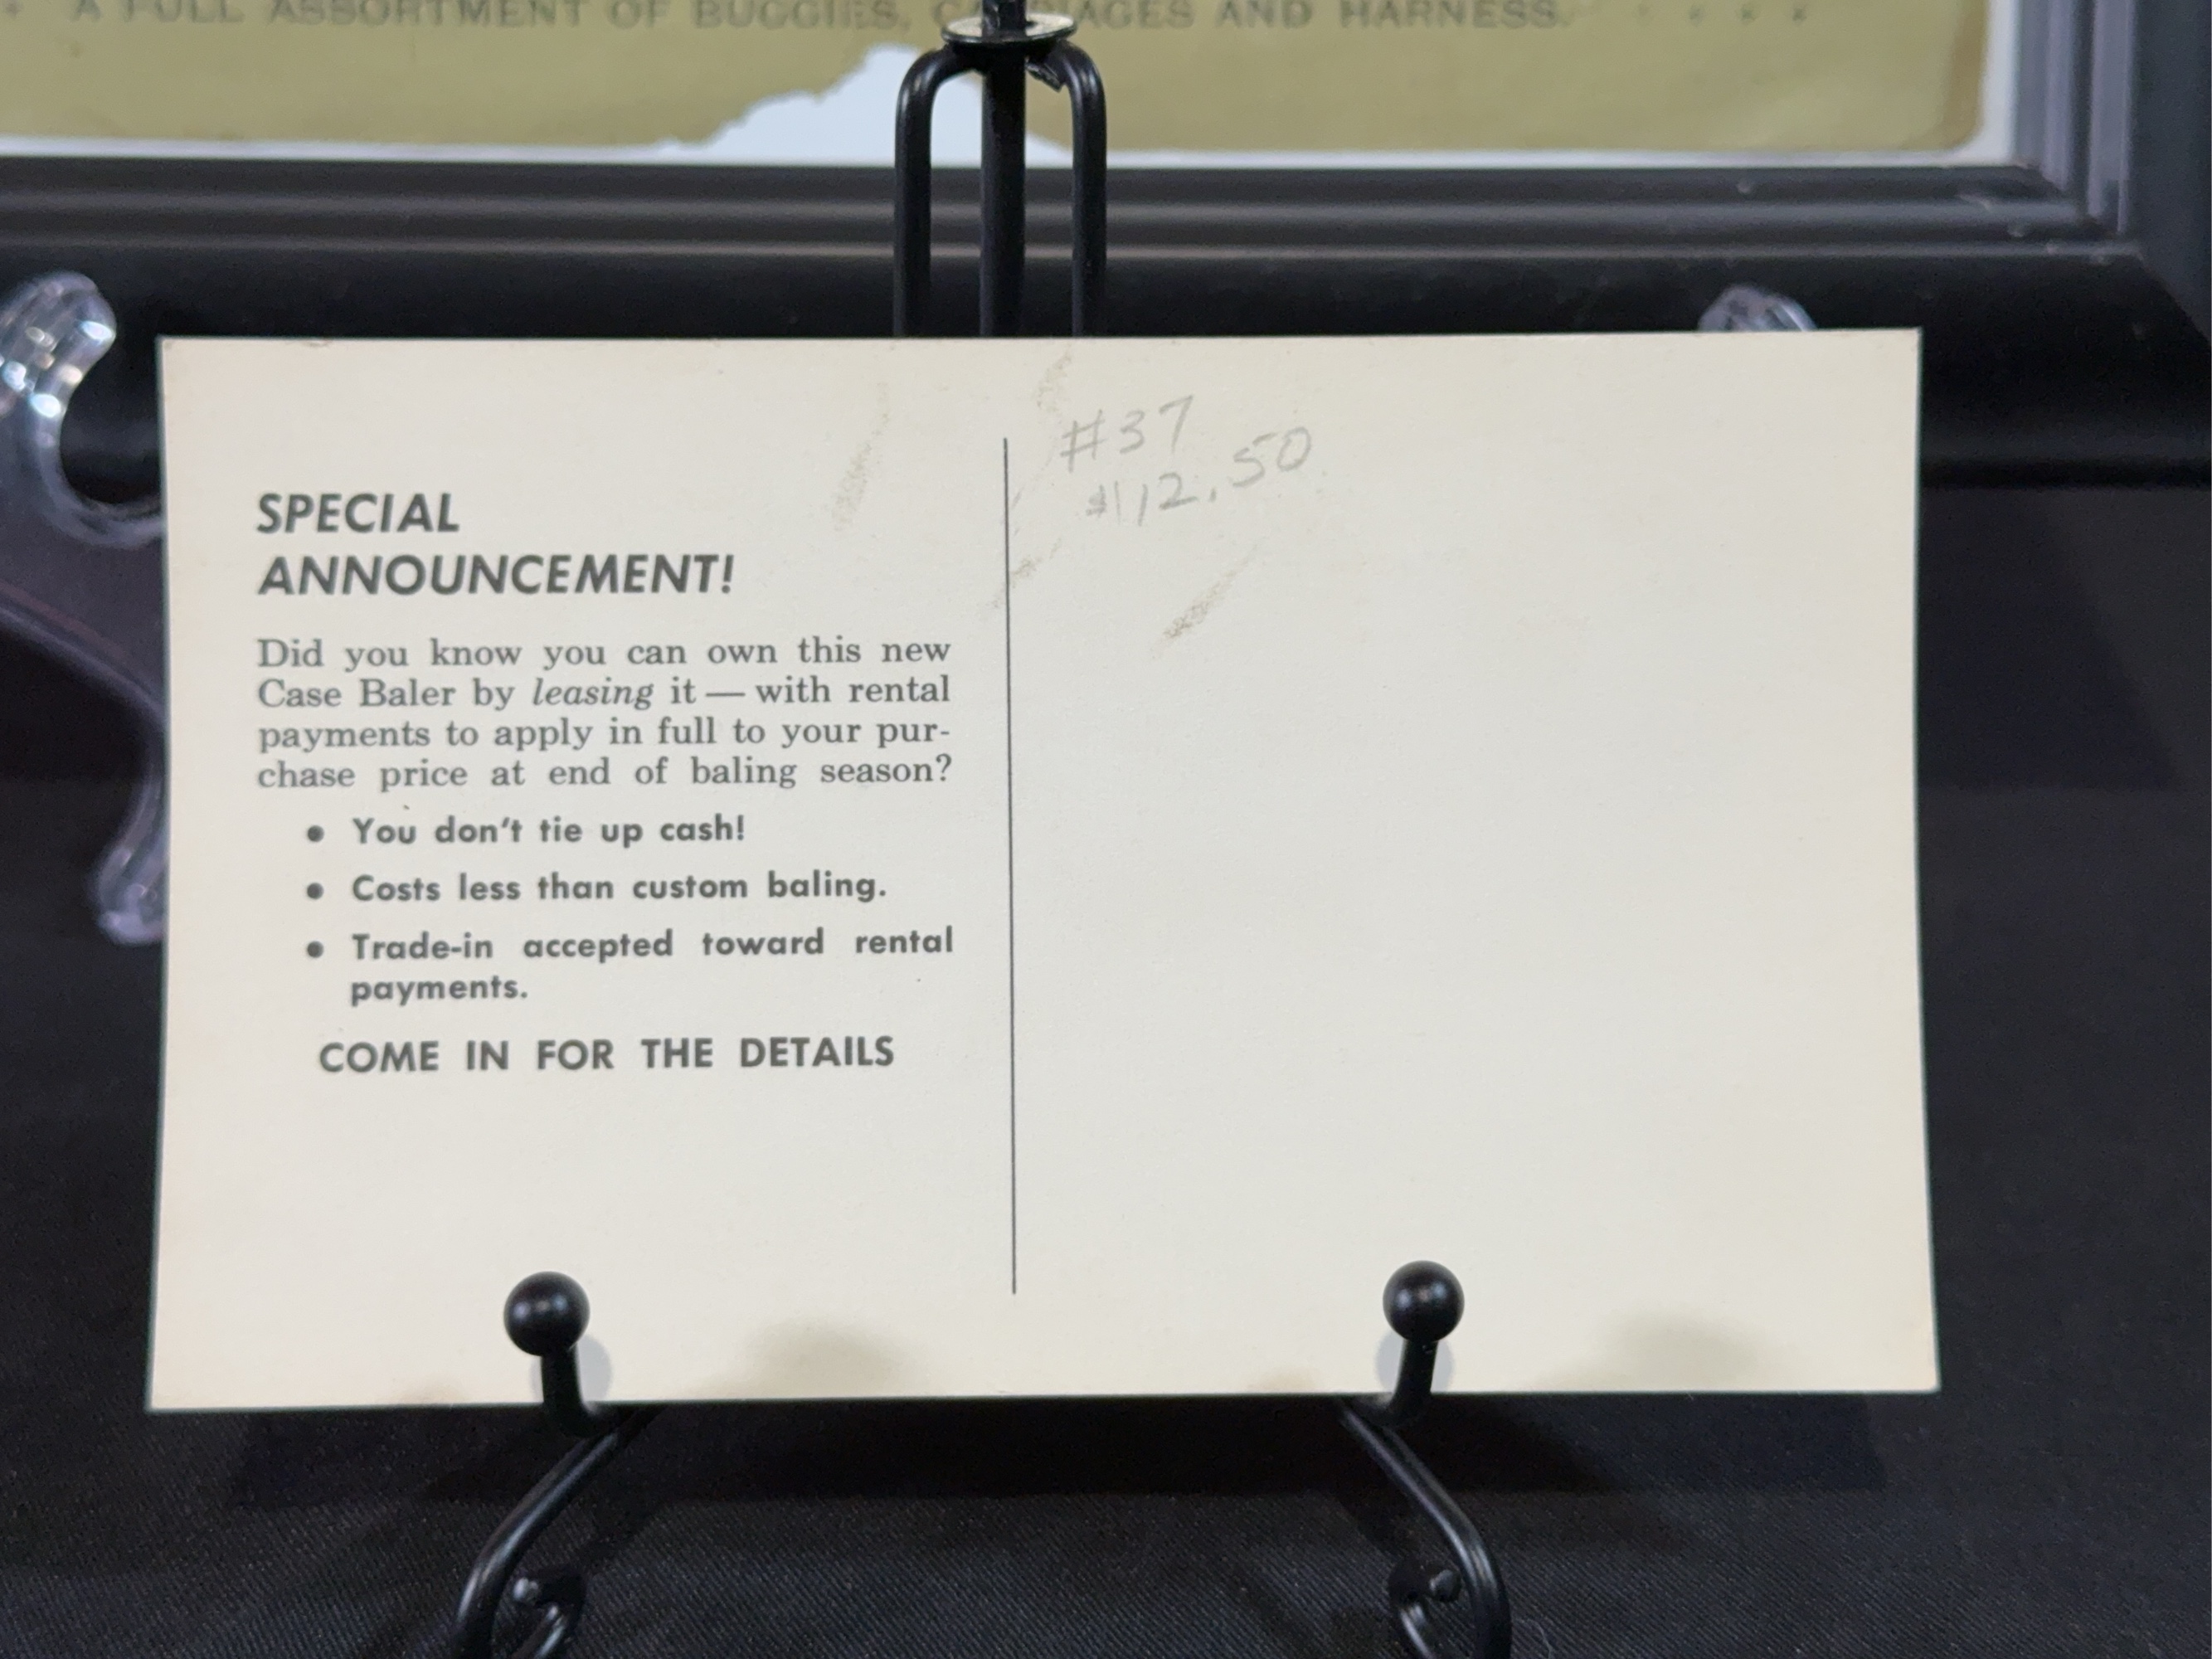 A FULL ASSORTMENT OF BUGGIES, AND HARNESS.
SPECIAL
ANNOUNCEMENT!
Did you know you can own this new
Case Baler by leasing it — with rental
payments to apply in full to your pur-
chase price at end of baling season?
• You don't tie up cash!
• Costs less than custom baling.
• Trade-in accepted toward rental
payments.
COME IN FOR THE DETAILS
#37
$12.50